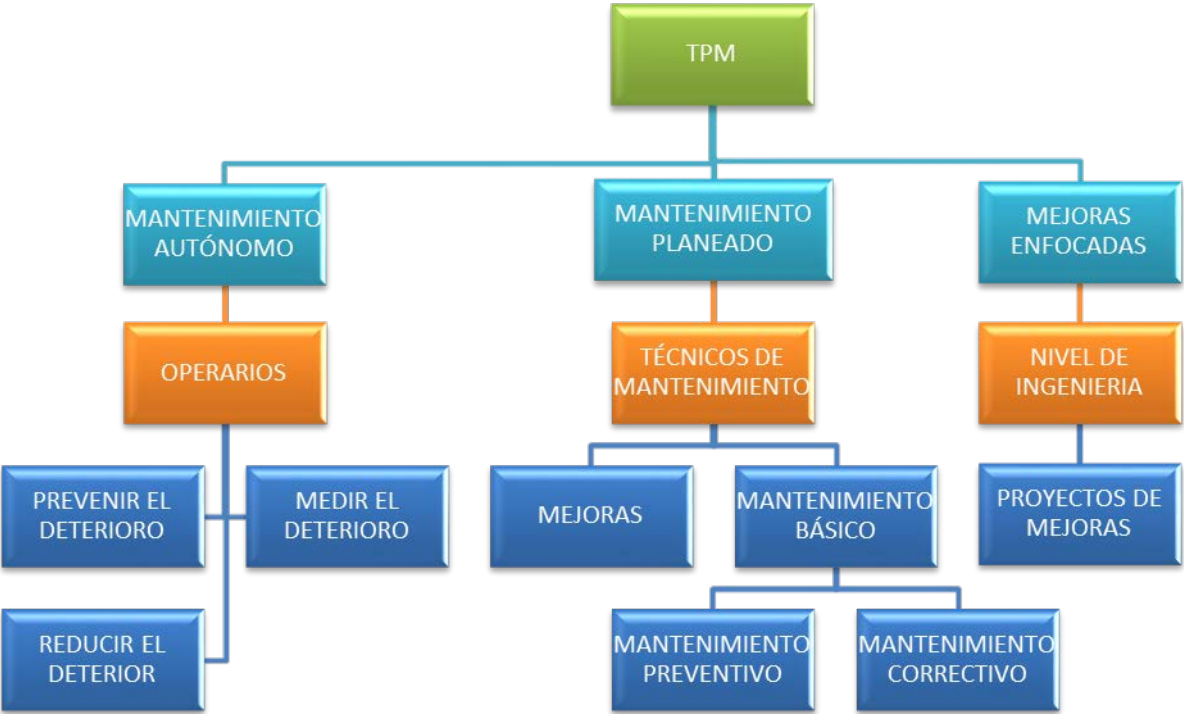 TPM
MANTENIMIENTO
AUTÓNOMO
MANTENIMIENTO
PLANEADO
MEJORAS
ENFOCADAS
OPERARIOS
TÉCNICOS DE
MANTENIMIENTO
NIVEL DE
INGENIERIA
PREVENIR EL
DETERIORO
MEDIR EL
DETERIORO
MEJORAS
MANTENIMIENTO
BÁSICO
PROYECTOS DE
MEJORAS
REDUCIR EL
DETERIOR
MANTENIMIENTO
PREVENTIVO
MANTENIMIENTO
CORRECTIVO